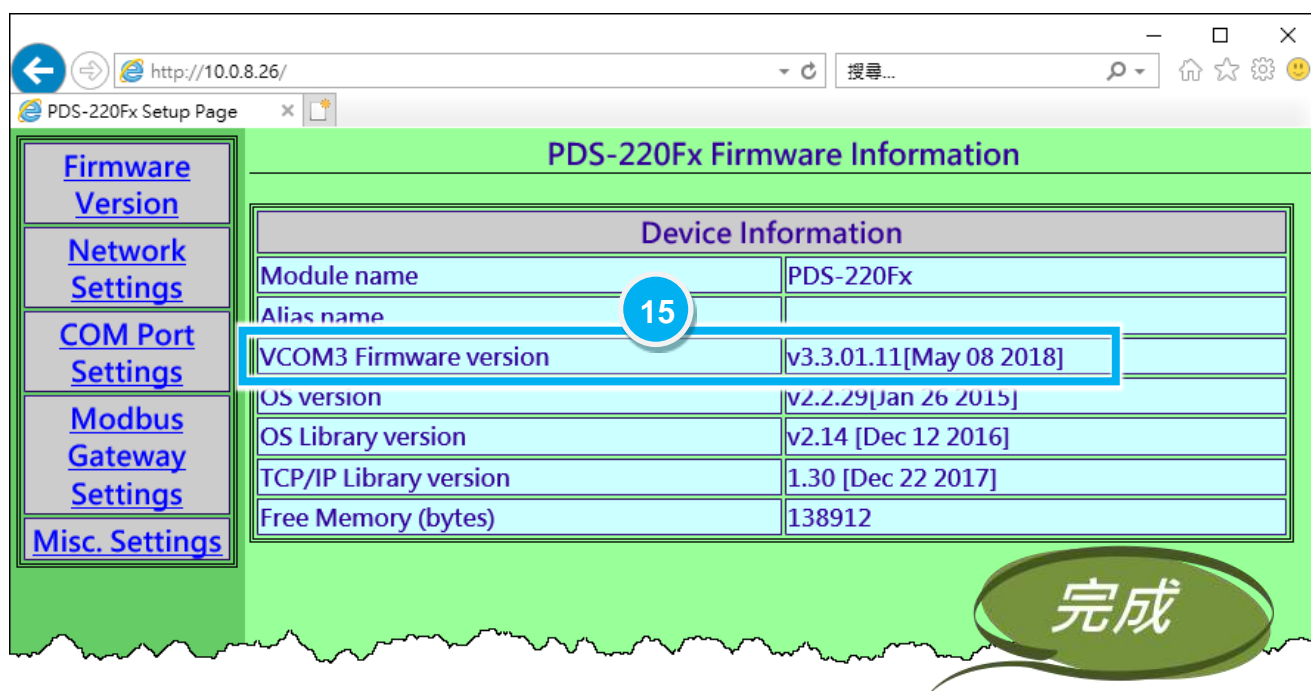 http://10.0.8.26/
搜尋...
PDS-220Fx Setup Page
Firmware
Version
Network
Settings
COM Port
Settings
Modbus
Gateway
Settings
Misc. Settings
PDS-220Fx Firmware Information
Device Information
Module name PDS-220Fx
15
Alias name
VCOM3 Firmware version v3.3.01.11[May 08 2018]
OS version v2.2.29[Jan 26 2015]
OS Library version v2.14 [Dec 12 2016]
TCP/IP Library version 1.30 [Dec 22 2017]
Free Memory (bytes) 138912
完成